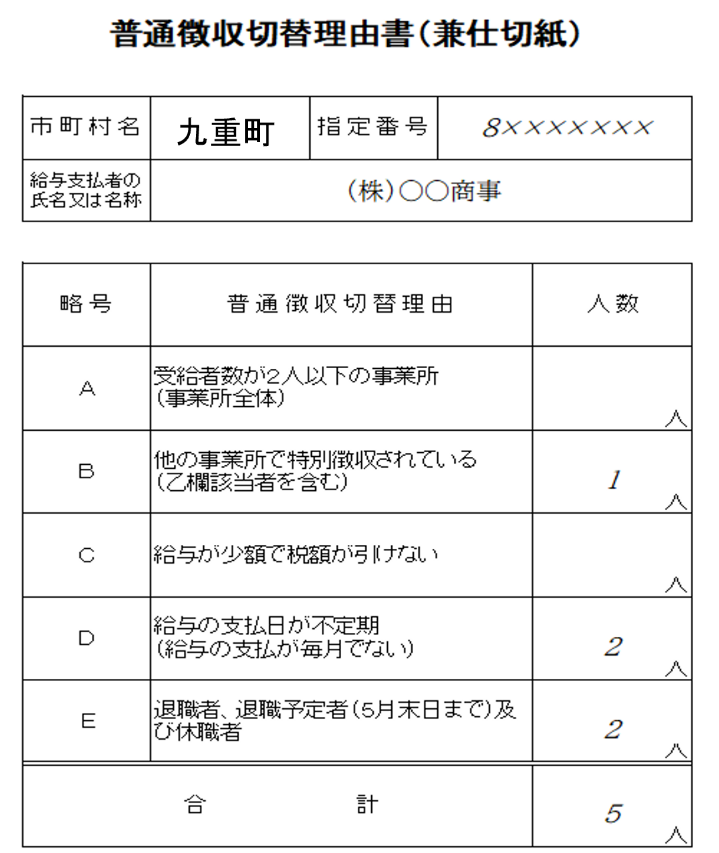 普通徴収切替理由書(兼仕切紙)
市町村名 九重町 指定番号 8×××××××
給与支払者の
氏名又は名称
(株)○○商事
略号 普通徴収切替理由 人数
A
受給者数が2人以下の事業所
(事業所全体)
人
B
他の事業所で特別徴収されている
(乙欄該当者を含む)
1
人
C
給与が少額で税額が引けない
人
D
給与の支払日が不定期
(給与の支払が毎月でない)
2
人
E
退職者、退職予定者(5月末日まで)及
び休職者
2
人
合計
5
人